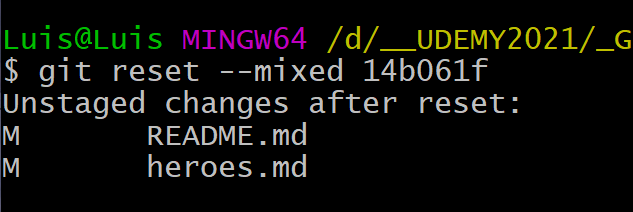 Luis@Luis MINGW64 /d/__UDEMY2021/_G
$ git reset --mixed 14b061f
Unstaged changes after reset:
M       README.md
M       heroes.md